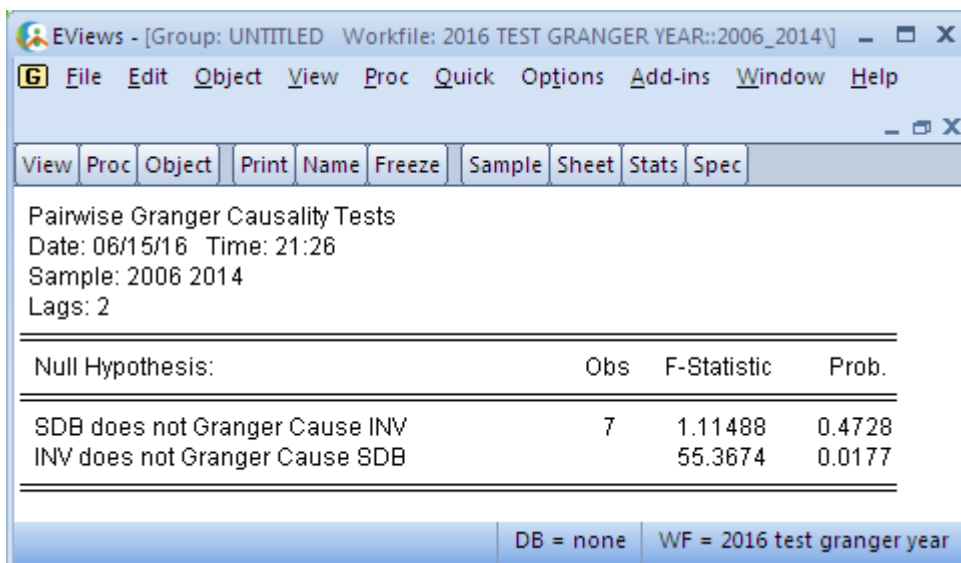 EViews - [Group: UNTITLED Workfile: 2016 TEST GRANGER YEAR::2006_2014\]
G File Edit Object View Proc Quick Options Add-ins Window Help
View Proc Object Print Name Freeze Sample Sheet Stats Spec
Pairwise Granger Causality Tests
Date: 06/15/16 Time: 21:26
Sample: 2006 2014
Lags: 2
Null Hypothesis: Obs F-Statistic Prob.
SDB does not Granger Cause INV 7 1.11488 0.4728
INV does not Granger Cause SDB 55.3674 0.0177
DB = none WF = 2016 test granger year